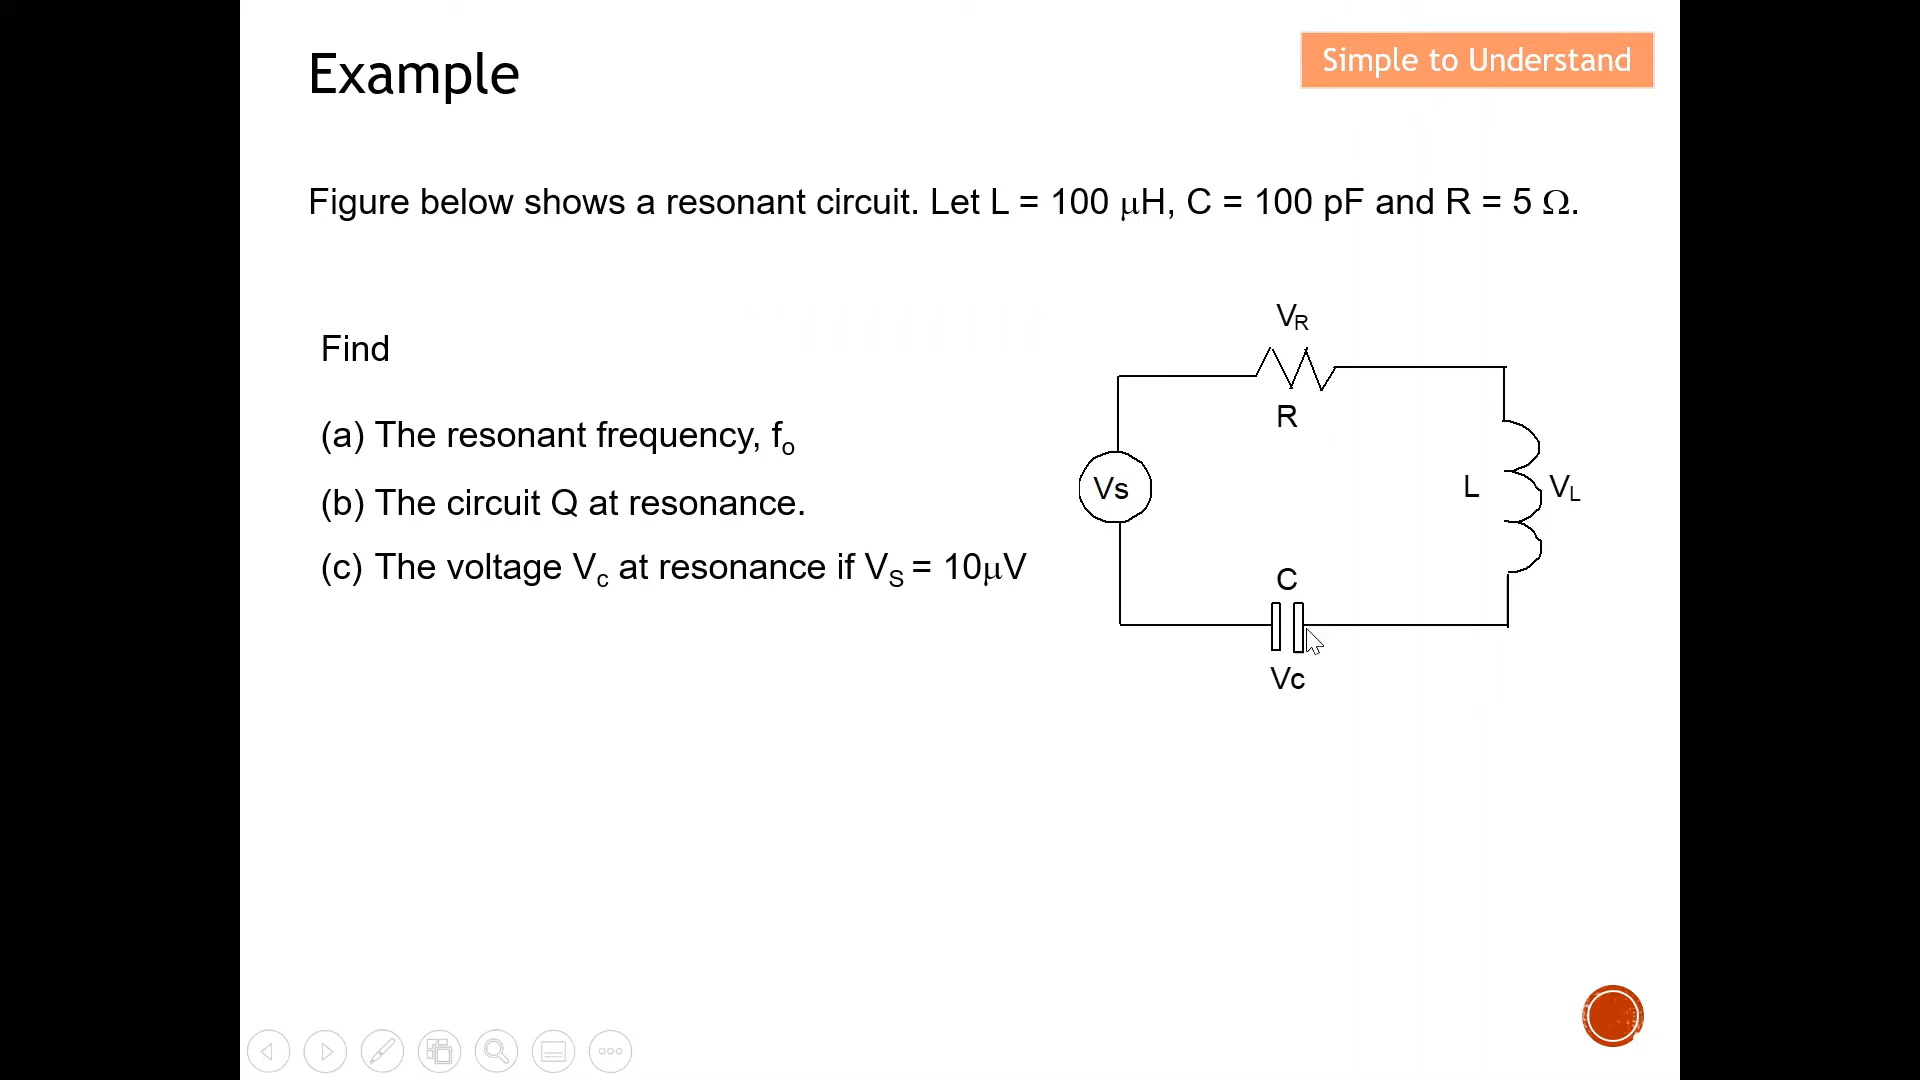 Example
Simple to Understand
Figure below shows a resonant circuit. Let L = 100 μH, C = 100 pF and R = 5 Ω.
Find
(a) The resonant frequency, fo
(b) The circuit Q at resonance.
(c) The voltage Vc at resonance if VS = 10μV
VR
R
Vs
L
VL
C
Vc